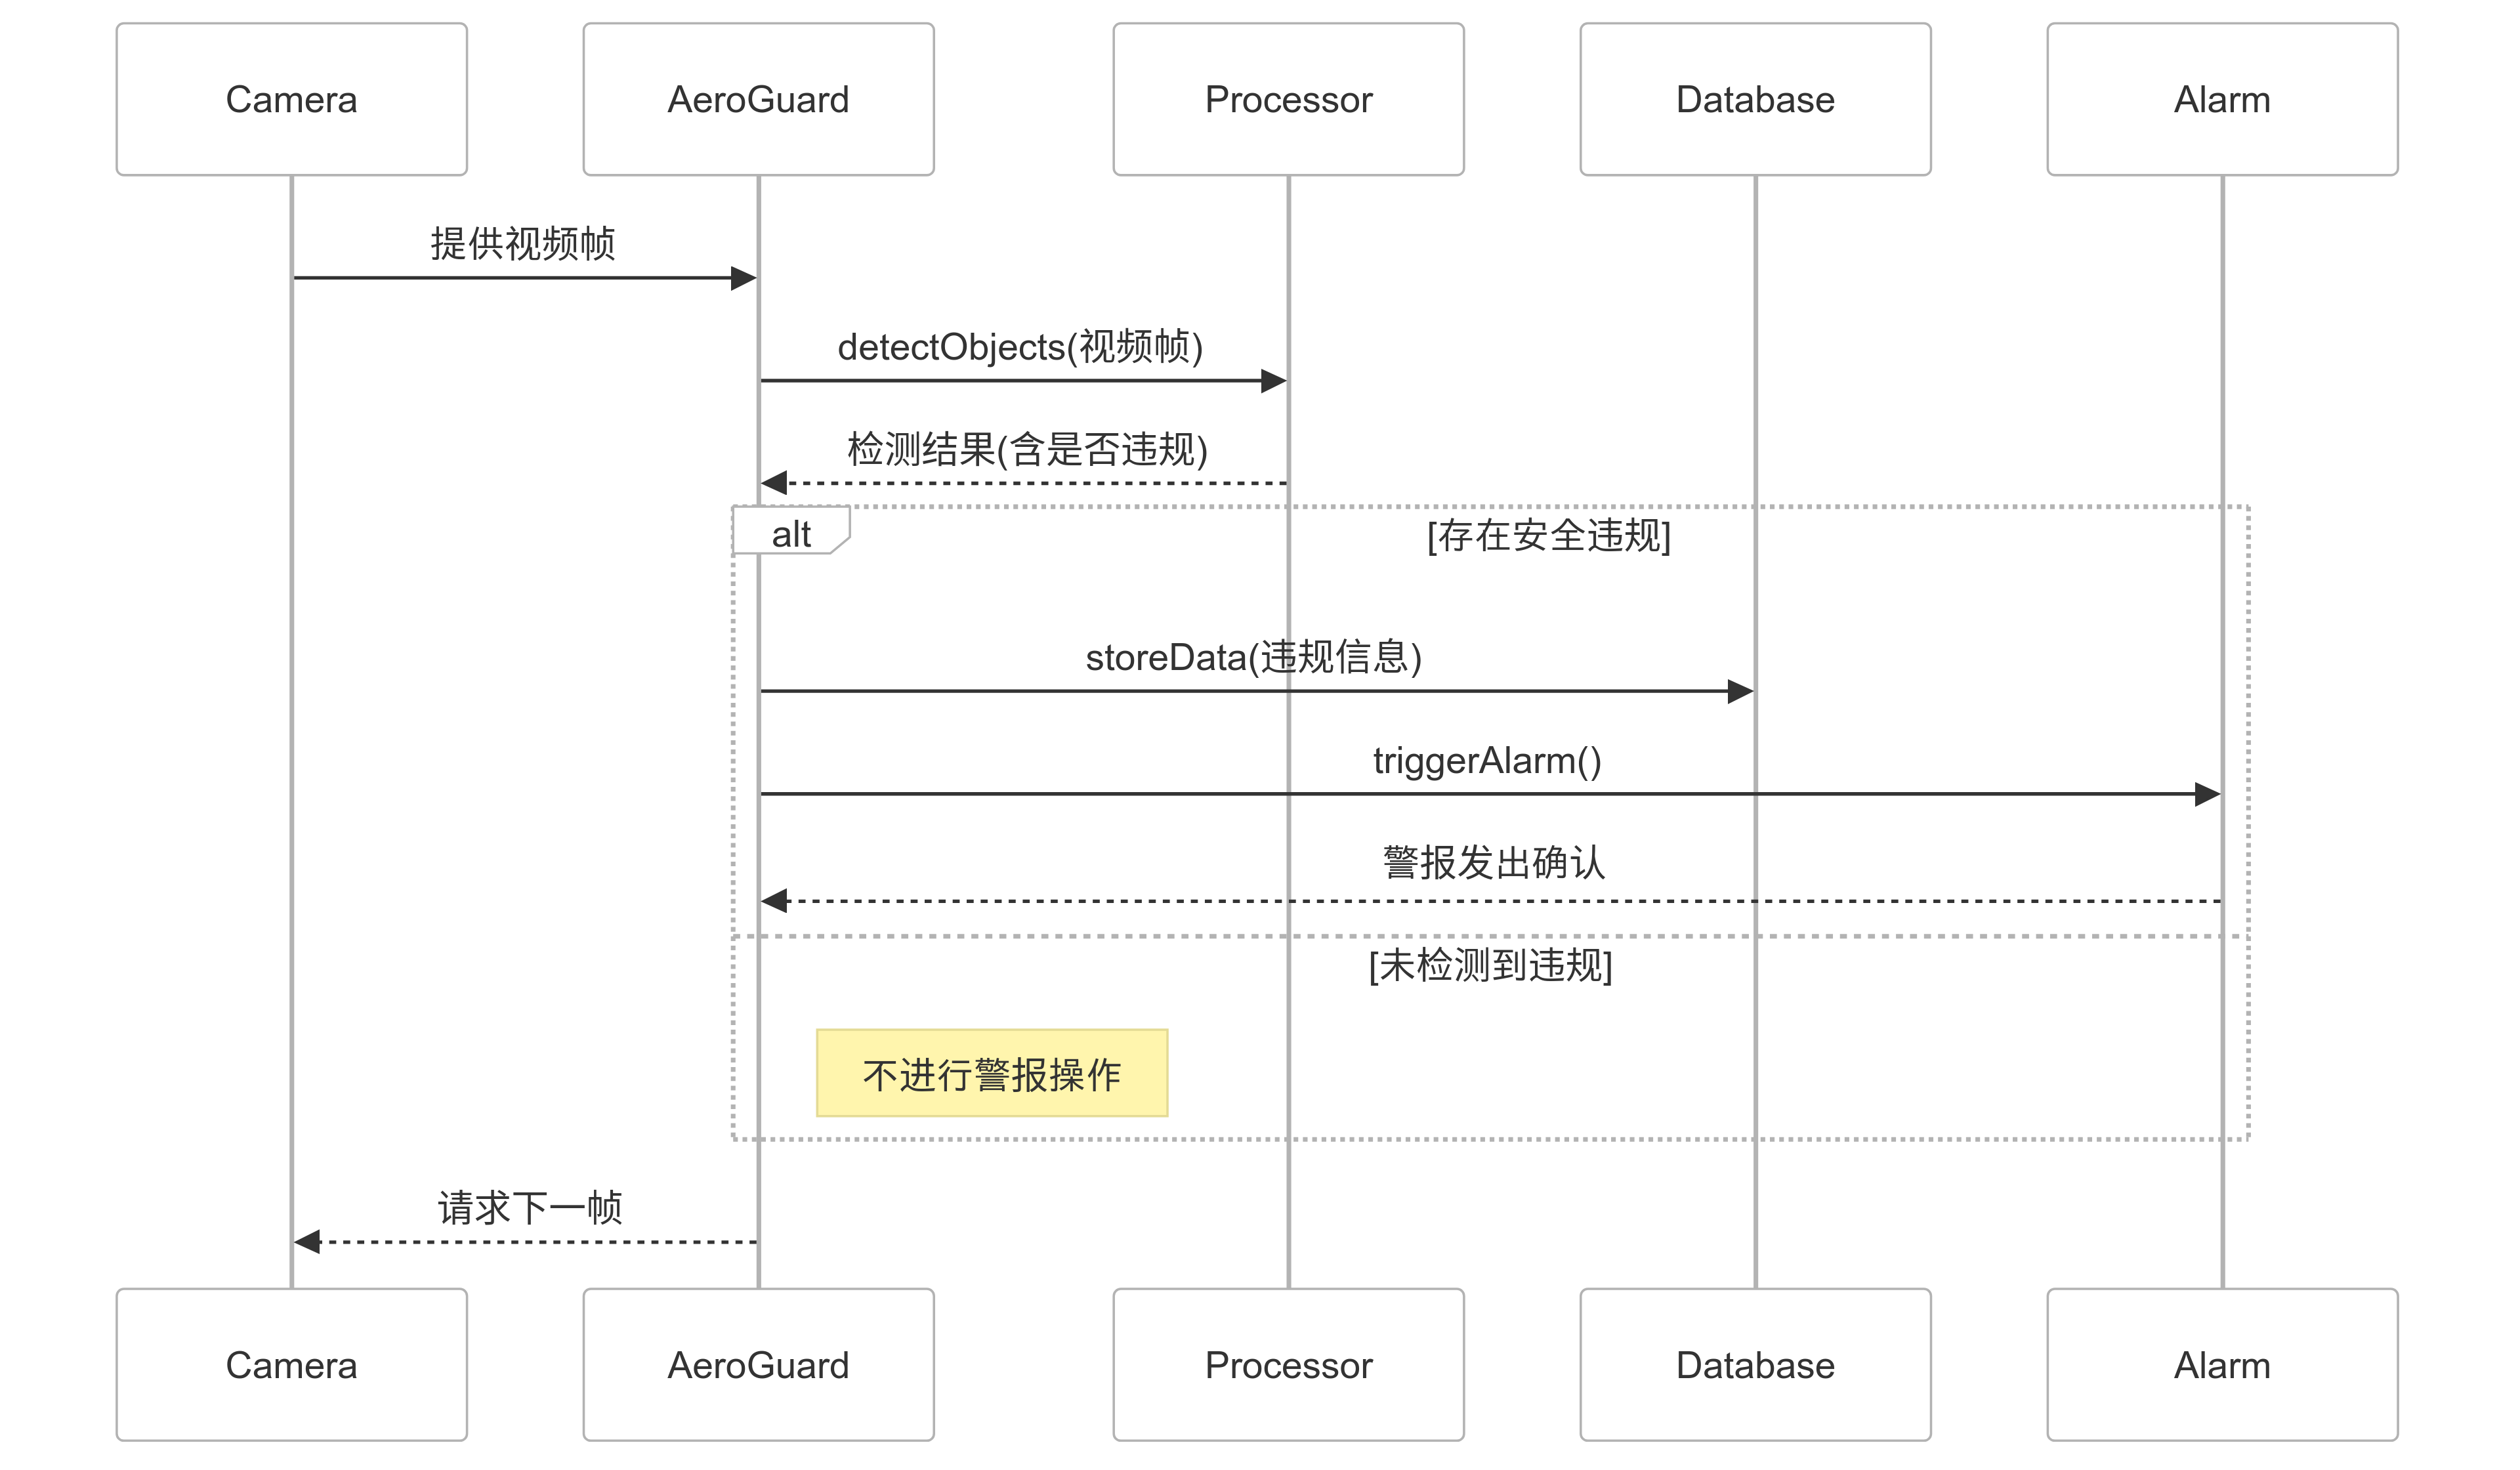 Camera
AeroGuard
Processor
Database
Alarm
提供视频帧
detectObjects(视频帧)
检测结果(含是否违规)
alt
[存在安全违规]
storeData(违规信息)
triggerAlarm()
警报发出确认
[未检测到违规]
不进行警报操作
请求下一帧
Camera
AeroGuard
Processor
Database
Alarm